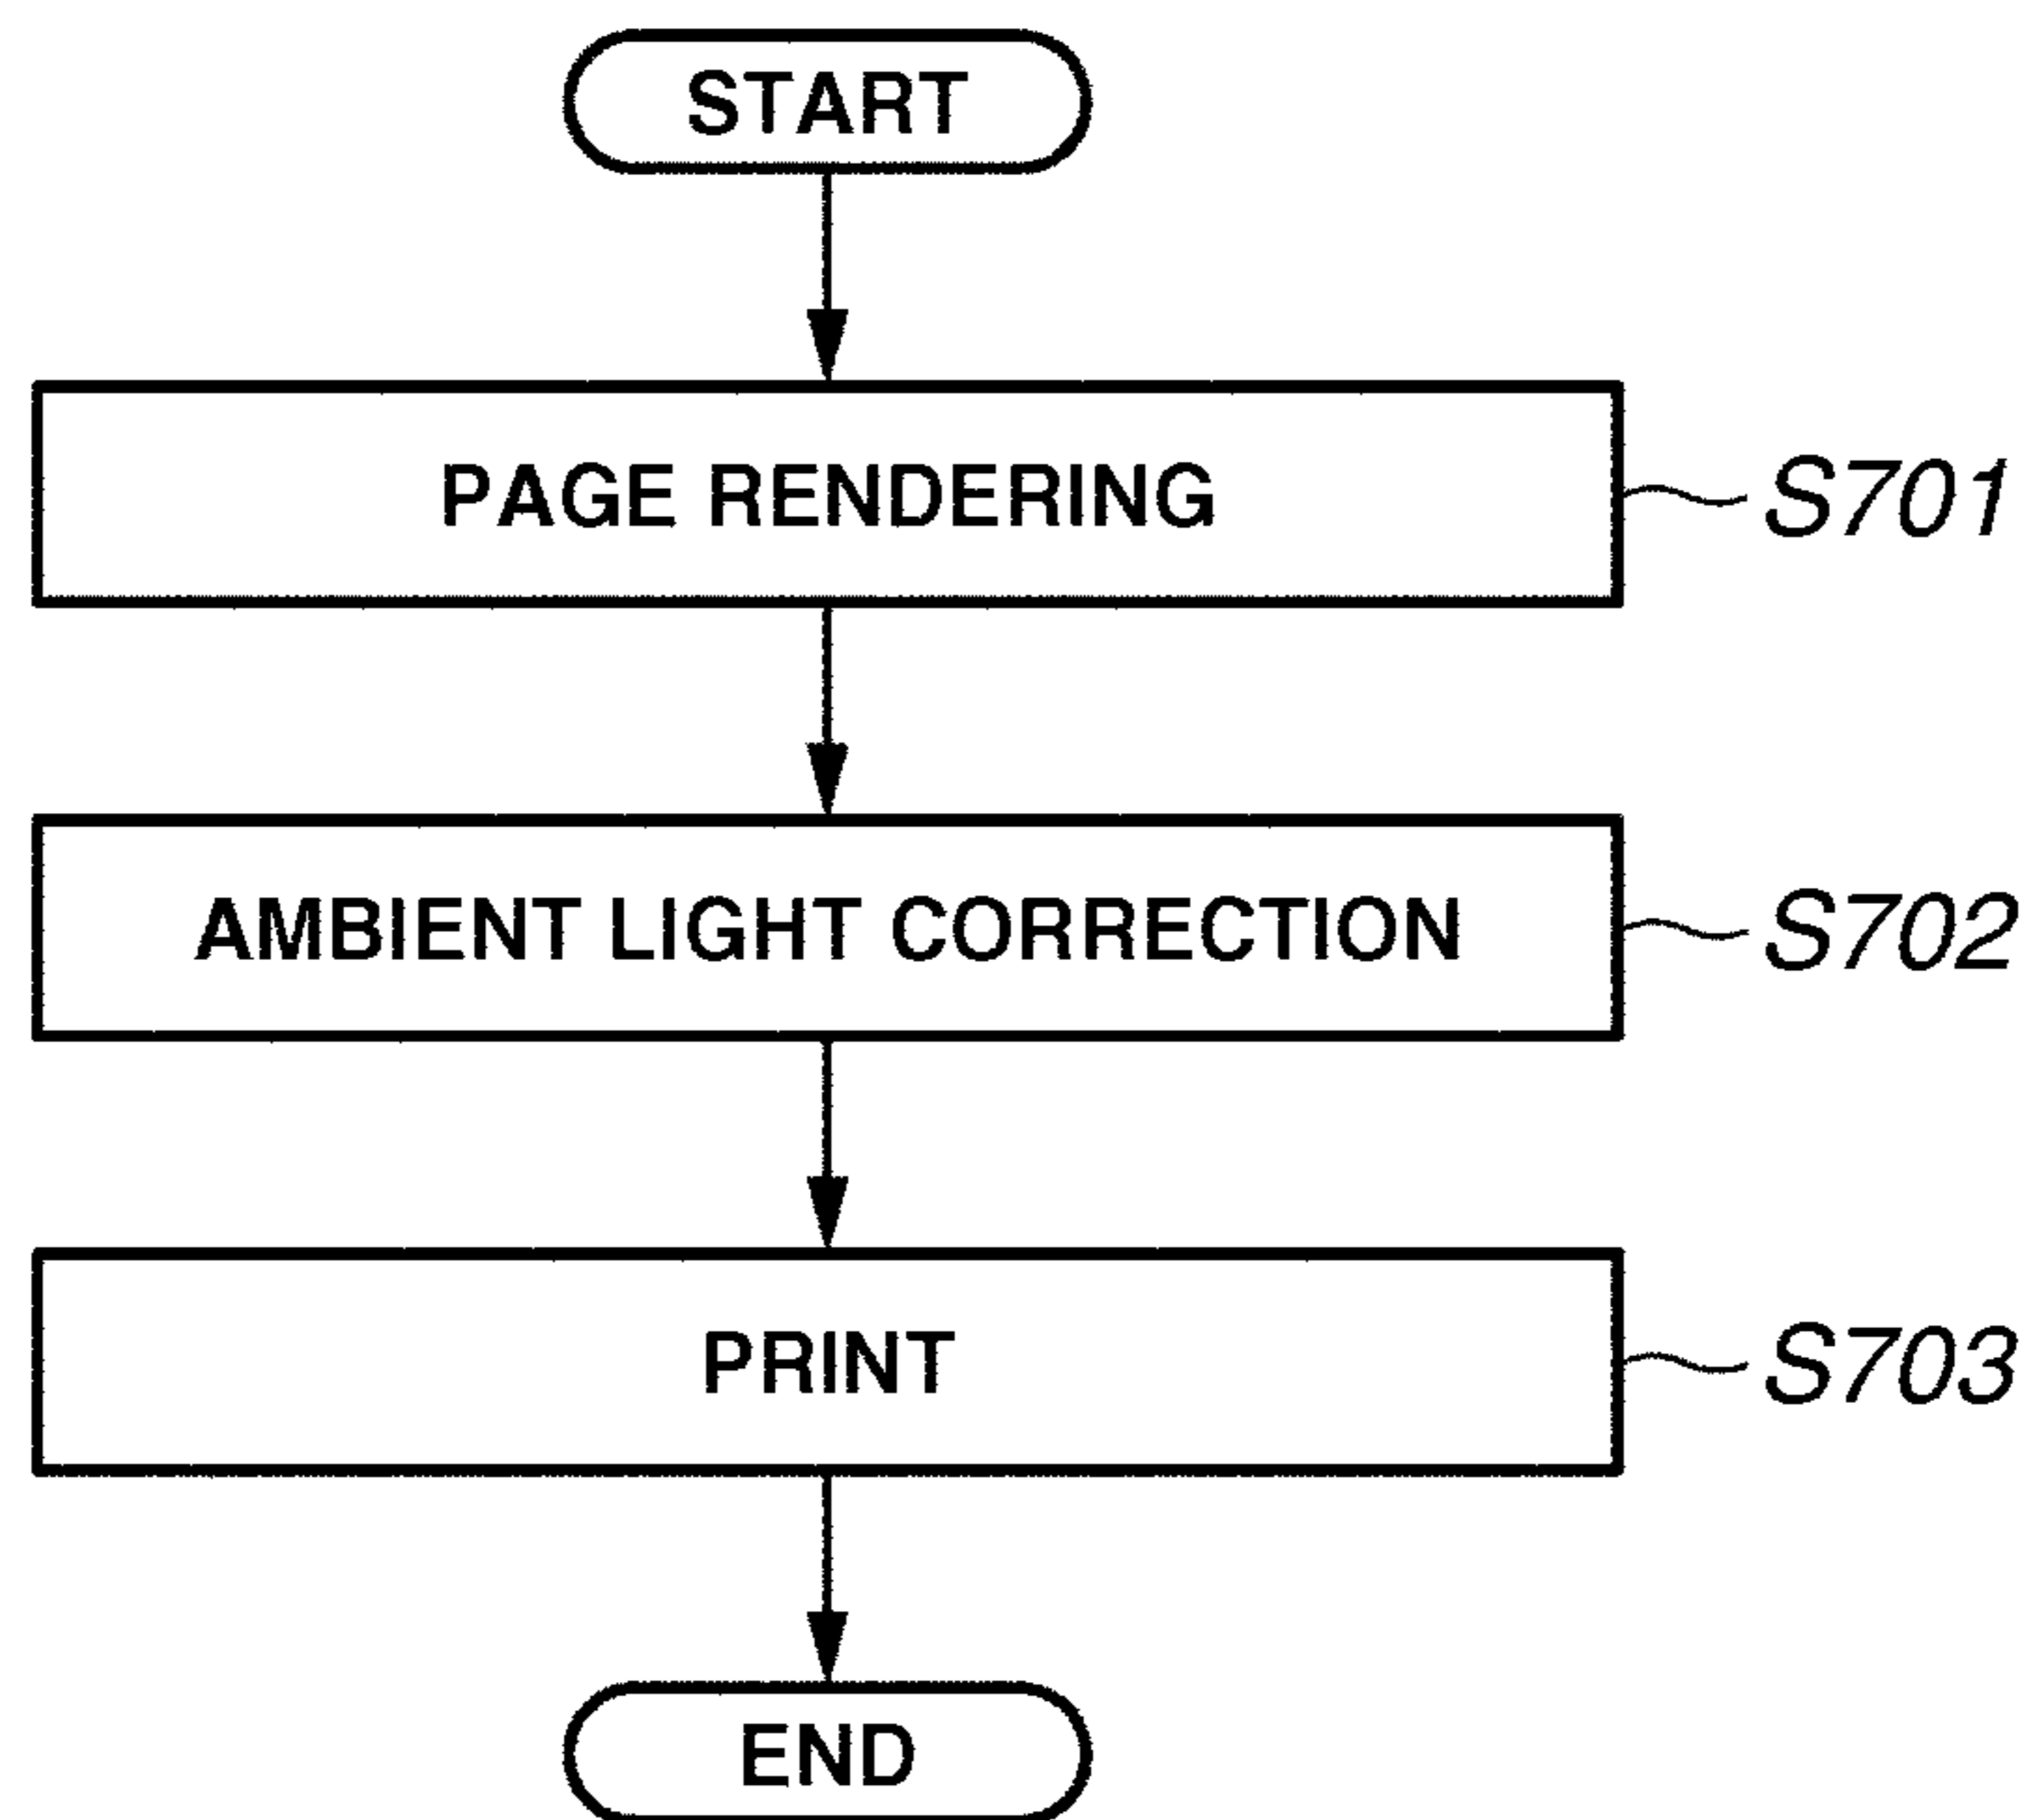 START
PAGE RENDERING S701
AMBIENT LIGHT CORRECTION S702
PRINT S703
END